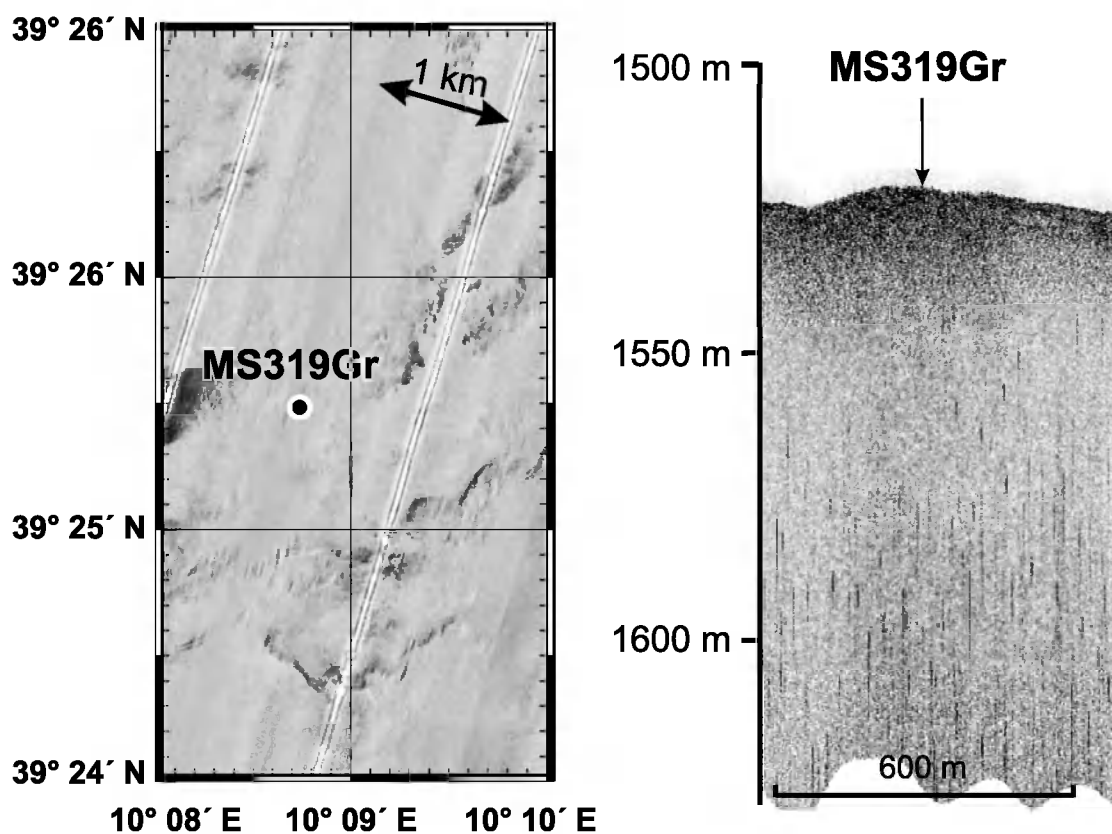 39° 26´ N
1 km
39° 26´ N
MS319Gr
39° 25´ N
39° 24´ N
10° 08´ E 10° 09´ E 10° 10´ E
1500 m
MS319Gr
1550 m
1600 m
600 m